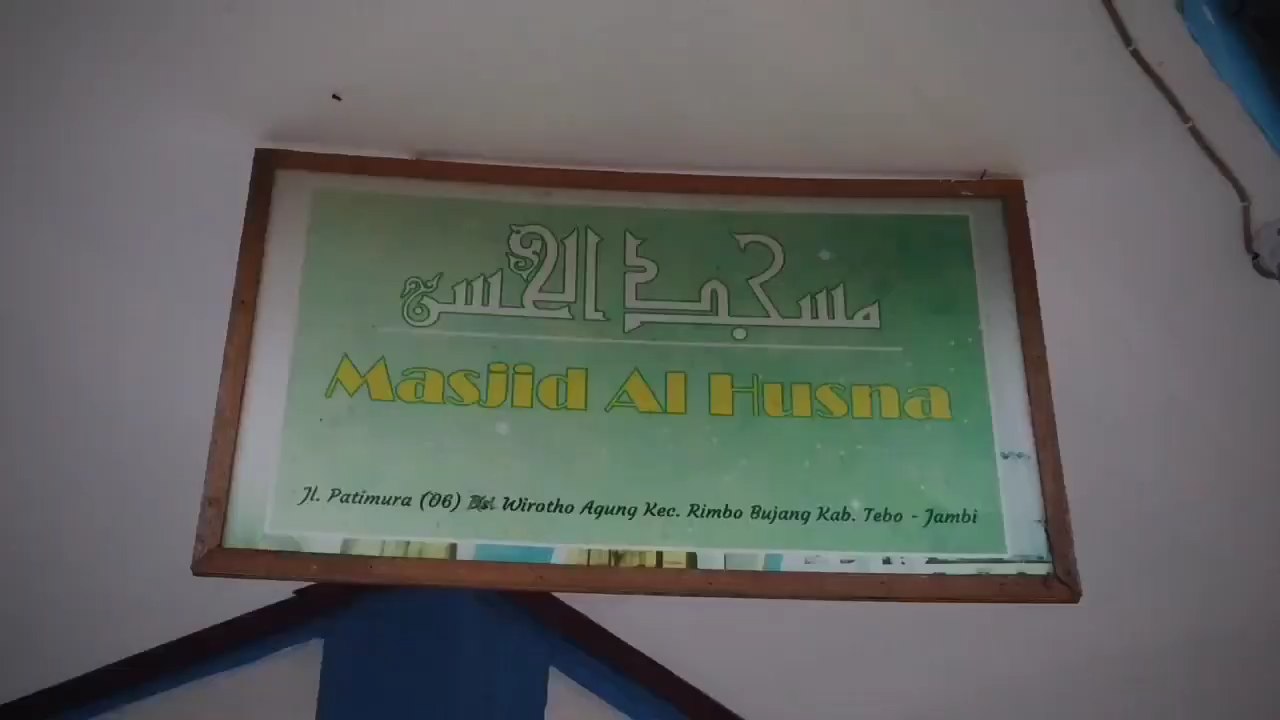 مسجد الحسنى
Masjid Al Husna
Jl. Patimura (06) Wirotho Agung Kec. Rimbo Bujang Kab. Tebo - Jambi